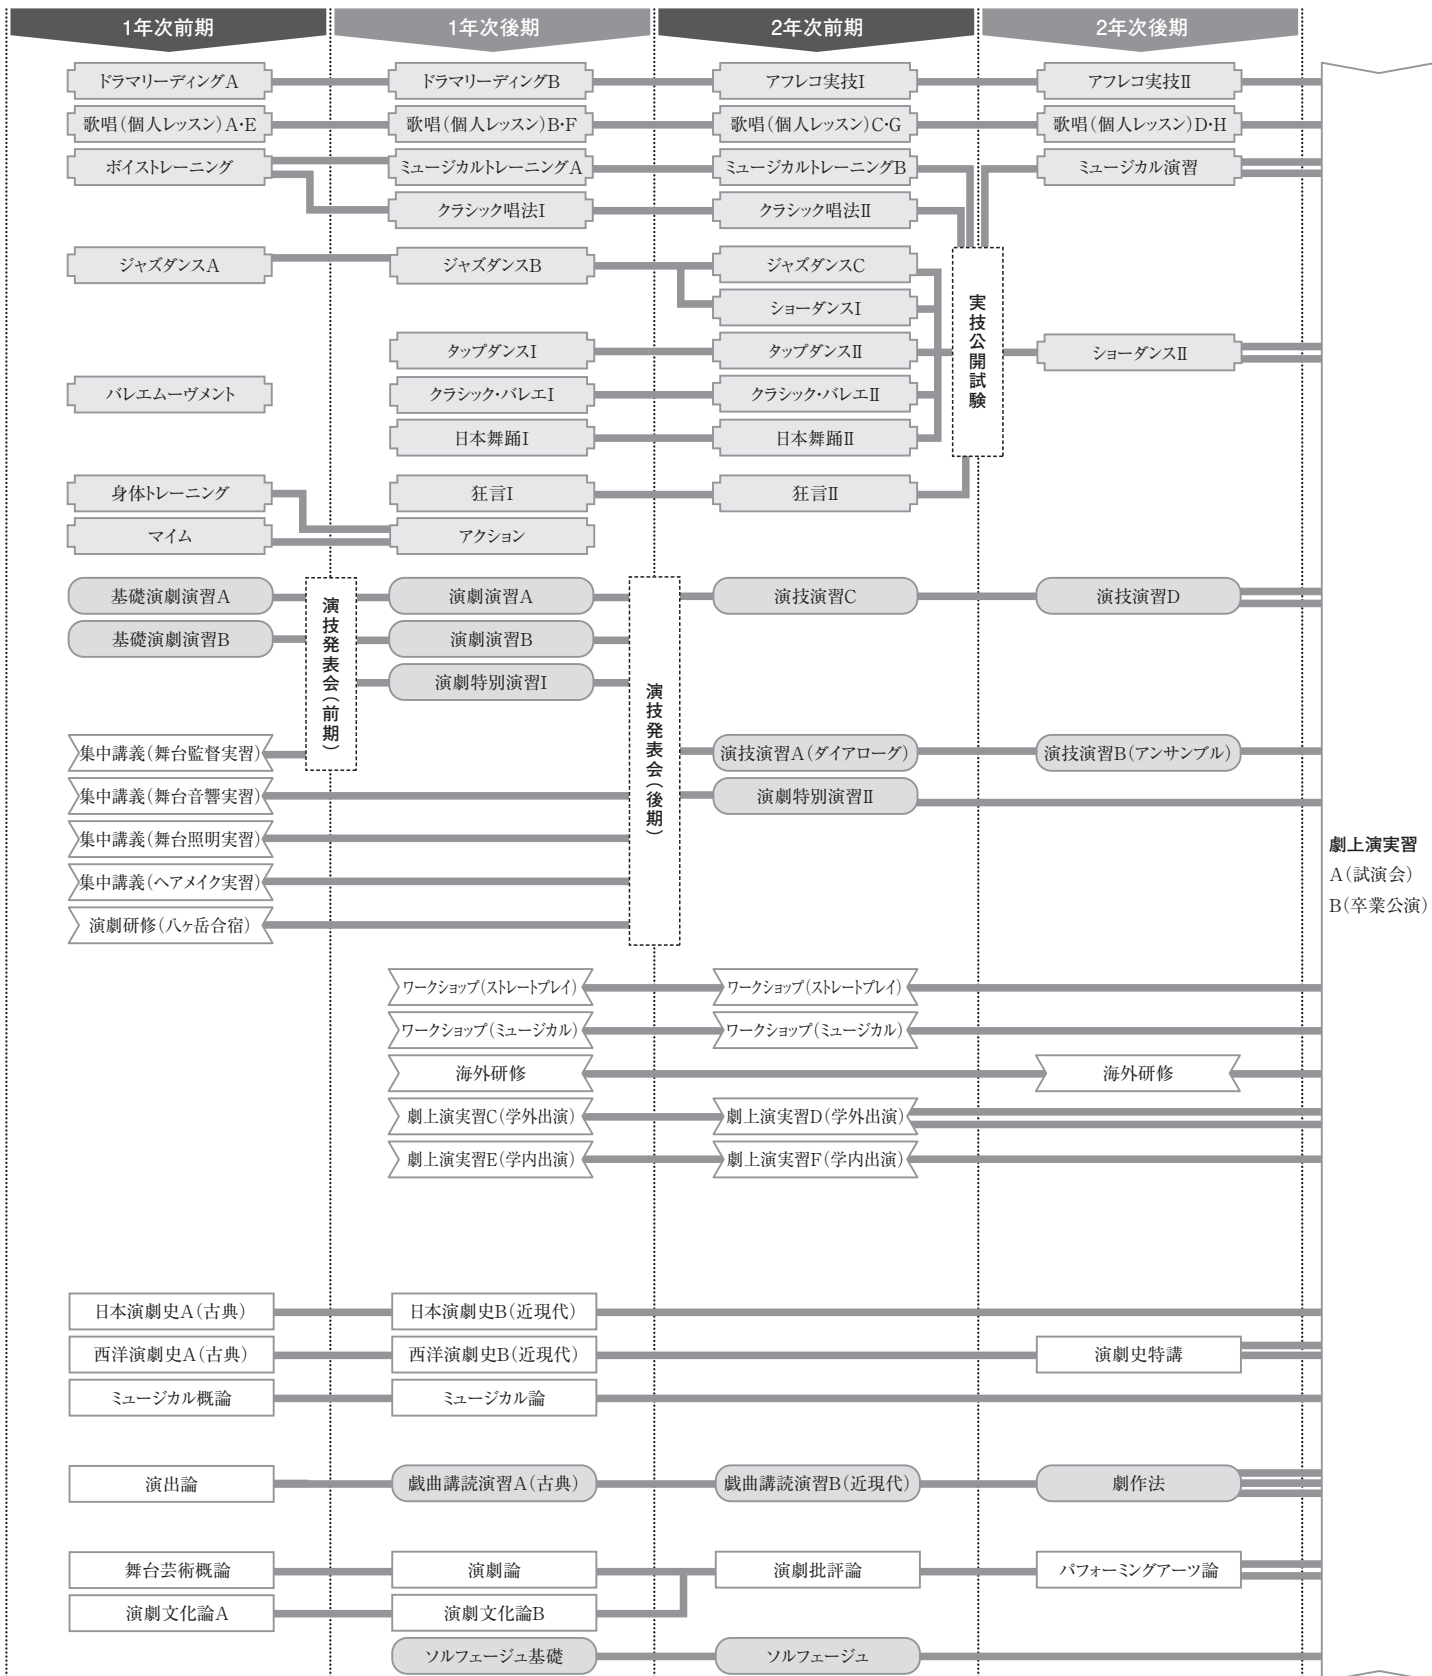 1年次前期
1年次後期
2年次前期
2年次後期
ドラマリーディングA
ドラマリーディングB
アフレコ実技I
アフレコ実技II
歌唱(個人レッスン)A・E
歌唱(個人レッスン)B・F
歌唱(個人レッスン)C・G
歌唱(個人レッスン)D・H
ボイストレーニング
ミュージカルトレーニングA
ミュージカルトレーニングB
ミュージカル演習
クラシック唱法I
クラシック唱法II
ジャズダンスA
ジャズダンスB
ジャズダンスC
ショーダンスI
実技公開試験
タップダンスI
タップダンスII
ショーダンスII
バレエムーヴメント
クラシック・バレエI
クラシック・バレエII
日本舞踊I
日本舞踊II
身体トレーニング
狂言I
狂言II
マイム
アクション
基礎演劇演習A
演技発表会(前期)
演劇演習A
演技発表会(後期)
演技演習C
演技演習D
基礎演劇演習B
演劇演習B
演劇特別演習I
集中講義(舞台監督実習)
演技演習A(ダイアローグ)
演技演習B(アンサンブル)
集中講義(舞台音響実習)
演劇特別演習II
集中講義(舞台照明実習)
集中講義(ヘアメイク実習)
演劇研修(八ヶ岳合宿)
劇上演実習
A(試演会)
B(卒業公演)
ワークショップ(ストレートプレイ)
ワークショップ(ストレートプレイ)
ワークショップ(ミュージカル)
ワークショップ(ミュージカル)
海外研修
海外研修
劇上演実習C(学外出演)
劇上演実習D(学外出演)
劇上演実習E(学内出演)
劇上演実習F(学内出演)
日本演劇史A(古典)
日本演劇史B(近現代)
西洋演劇史A(古典)
西洋演劇史B(近現代)
演劇史特講
ミュージカル概論
ミュージカル論
演出論
戯曲講読演習A(古典)
戯曲講読演習B(近現代)
劇作法
舞台芸術概論
演劇論
演劇批評論
パフォーミングアーツ論
演劇文化論A
演劇文化論B
ソルフェージュ基礎
ソルフェージュ